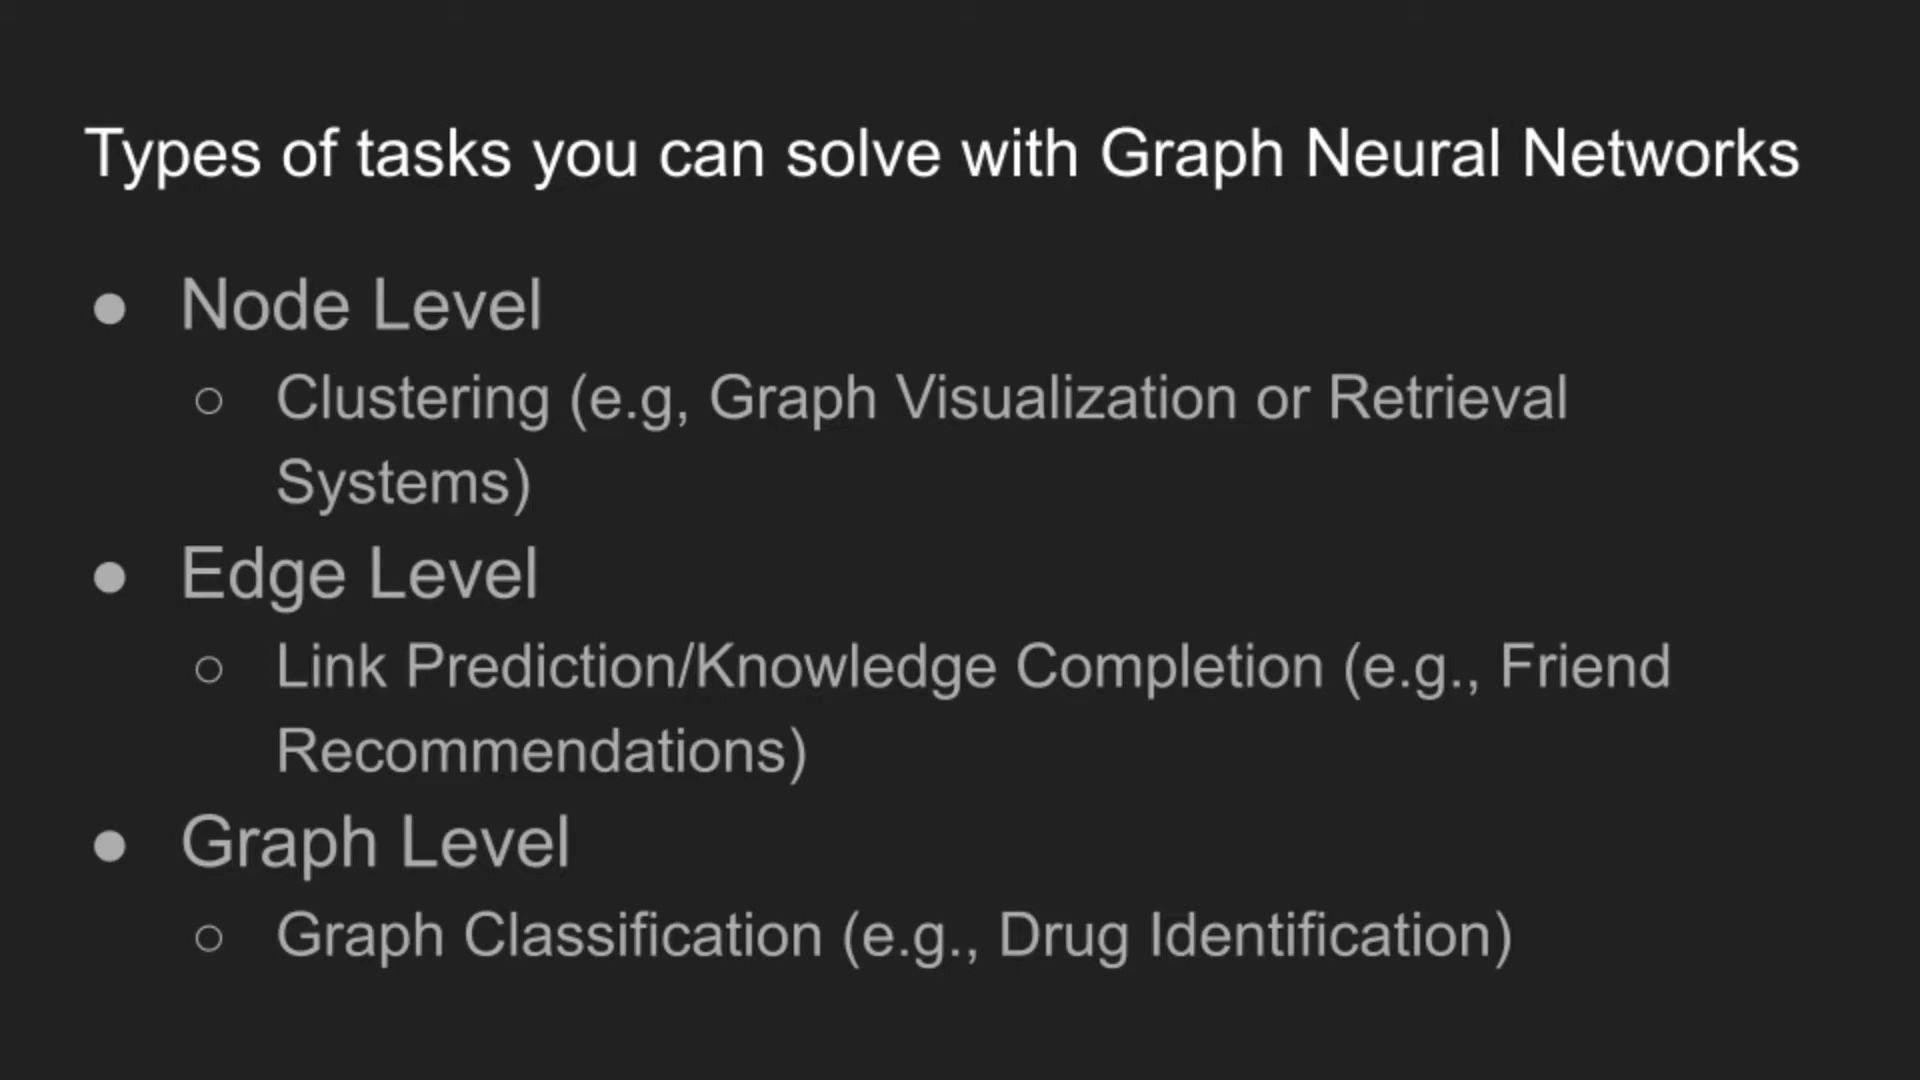 Types of tasks you can solve with Graph Neural Networks
● Node Level
○ Clustering (e.g, Graph Visualization or Retrieval
Systems)
● Edge Level
○ Link Prediction/Knowledge Completion (e.g., Friend
Recommendations)
● Graph Level
○ Graph Classification (e.g., Drug Identification)